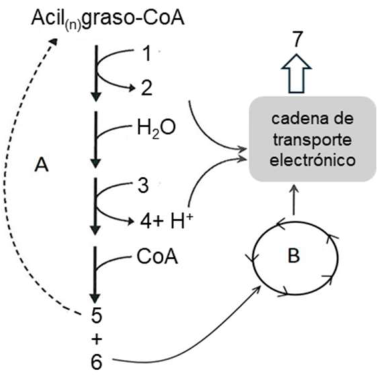 Acil(n)graso-CoA
1
2
H₂O
A
3
4+ H⁺
CoA
5
+
6
7
cadena de
transporte
electrónico
B